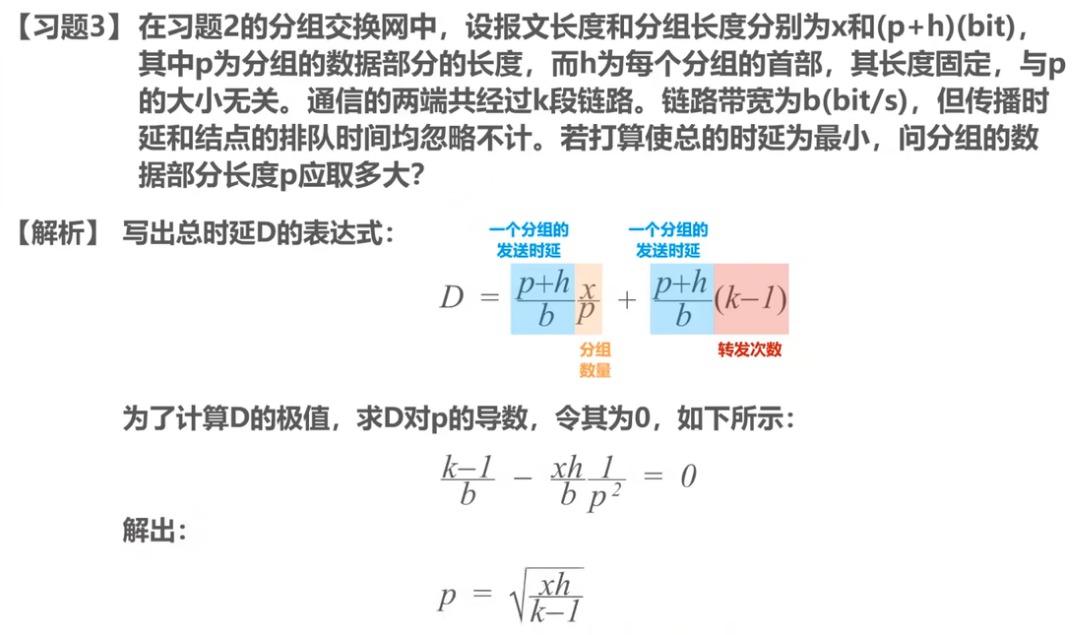 【习题3】在习题2的分组交换网中，设报文长度和分组长度分别为x和(p+h)(bit)，
其中p为分组的数据部分的长度，而h为每个分组的首部，其长度固定，与p
的大小无关。通信的两端共经过k段链路。链路带宽为b(bit/s)，但传播时
延和结点的排队时间均忽略不计。若打算使总的时延为最小，问分组的数
据部分长度p应取多大？
【解析】写出总时延D的表达式：
一个分组的 一个分组的
发送时延 发送时延
D = \frac{p+h}{b} \frac{x}{p} + \frac{p+h}{b} (k-1)
分组 转发次数
数量
为了计算D的极值，求D对p的导数，令其为0，如下所示：
\frac{k-1}{b} - \frac{xh}{b} \frac{1}{p^2} = 0
解出：
p = \sqrt{\frac{xh}{k-1}}